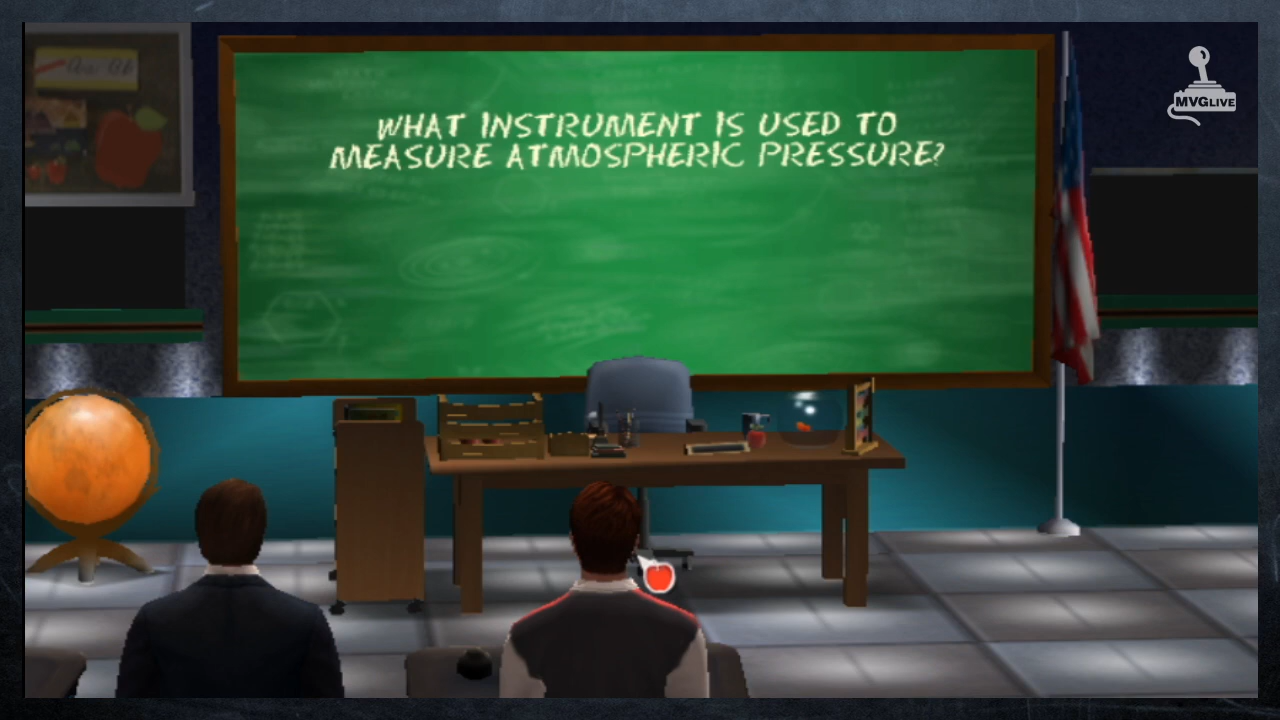 WHAT INSTRUMENT IS USED TO
MEASURE ATMOSPHERIC PRESSURE?
MVGLIVE